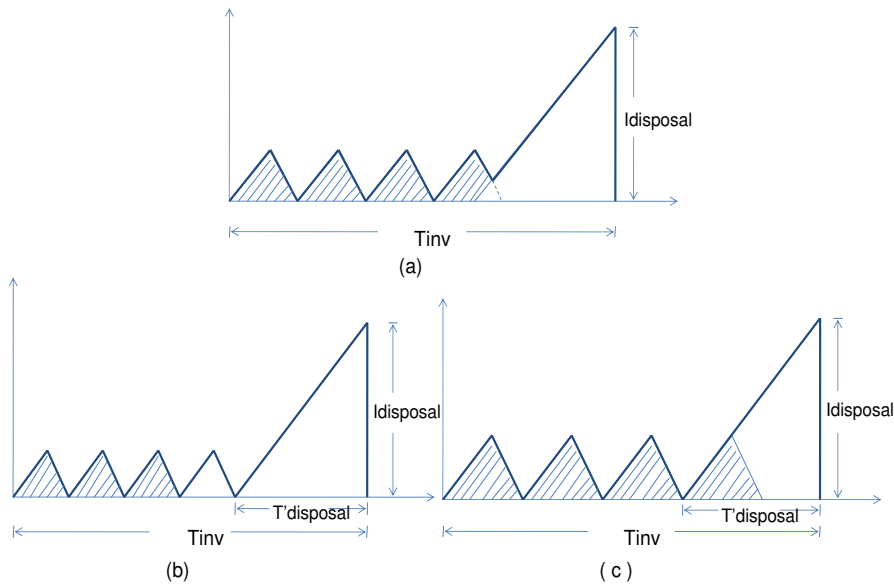 Idisposal
Tinv
(a)
Idisposal
T'disposal
Tinv
(b)
Idisposal
T'disposal
Tinv
( c )